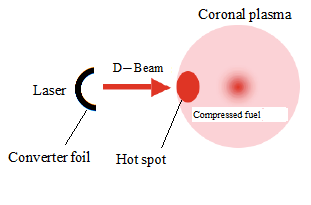 Coronal plasma
D−Beam
Laser
Compressed fuel
Converter foil
Hot spot